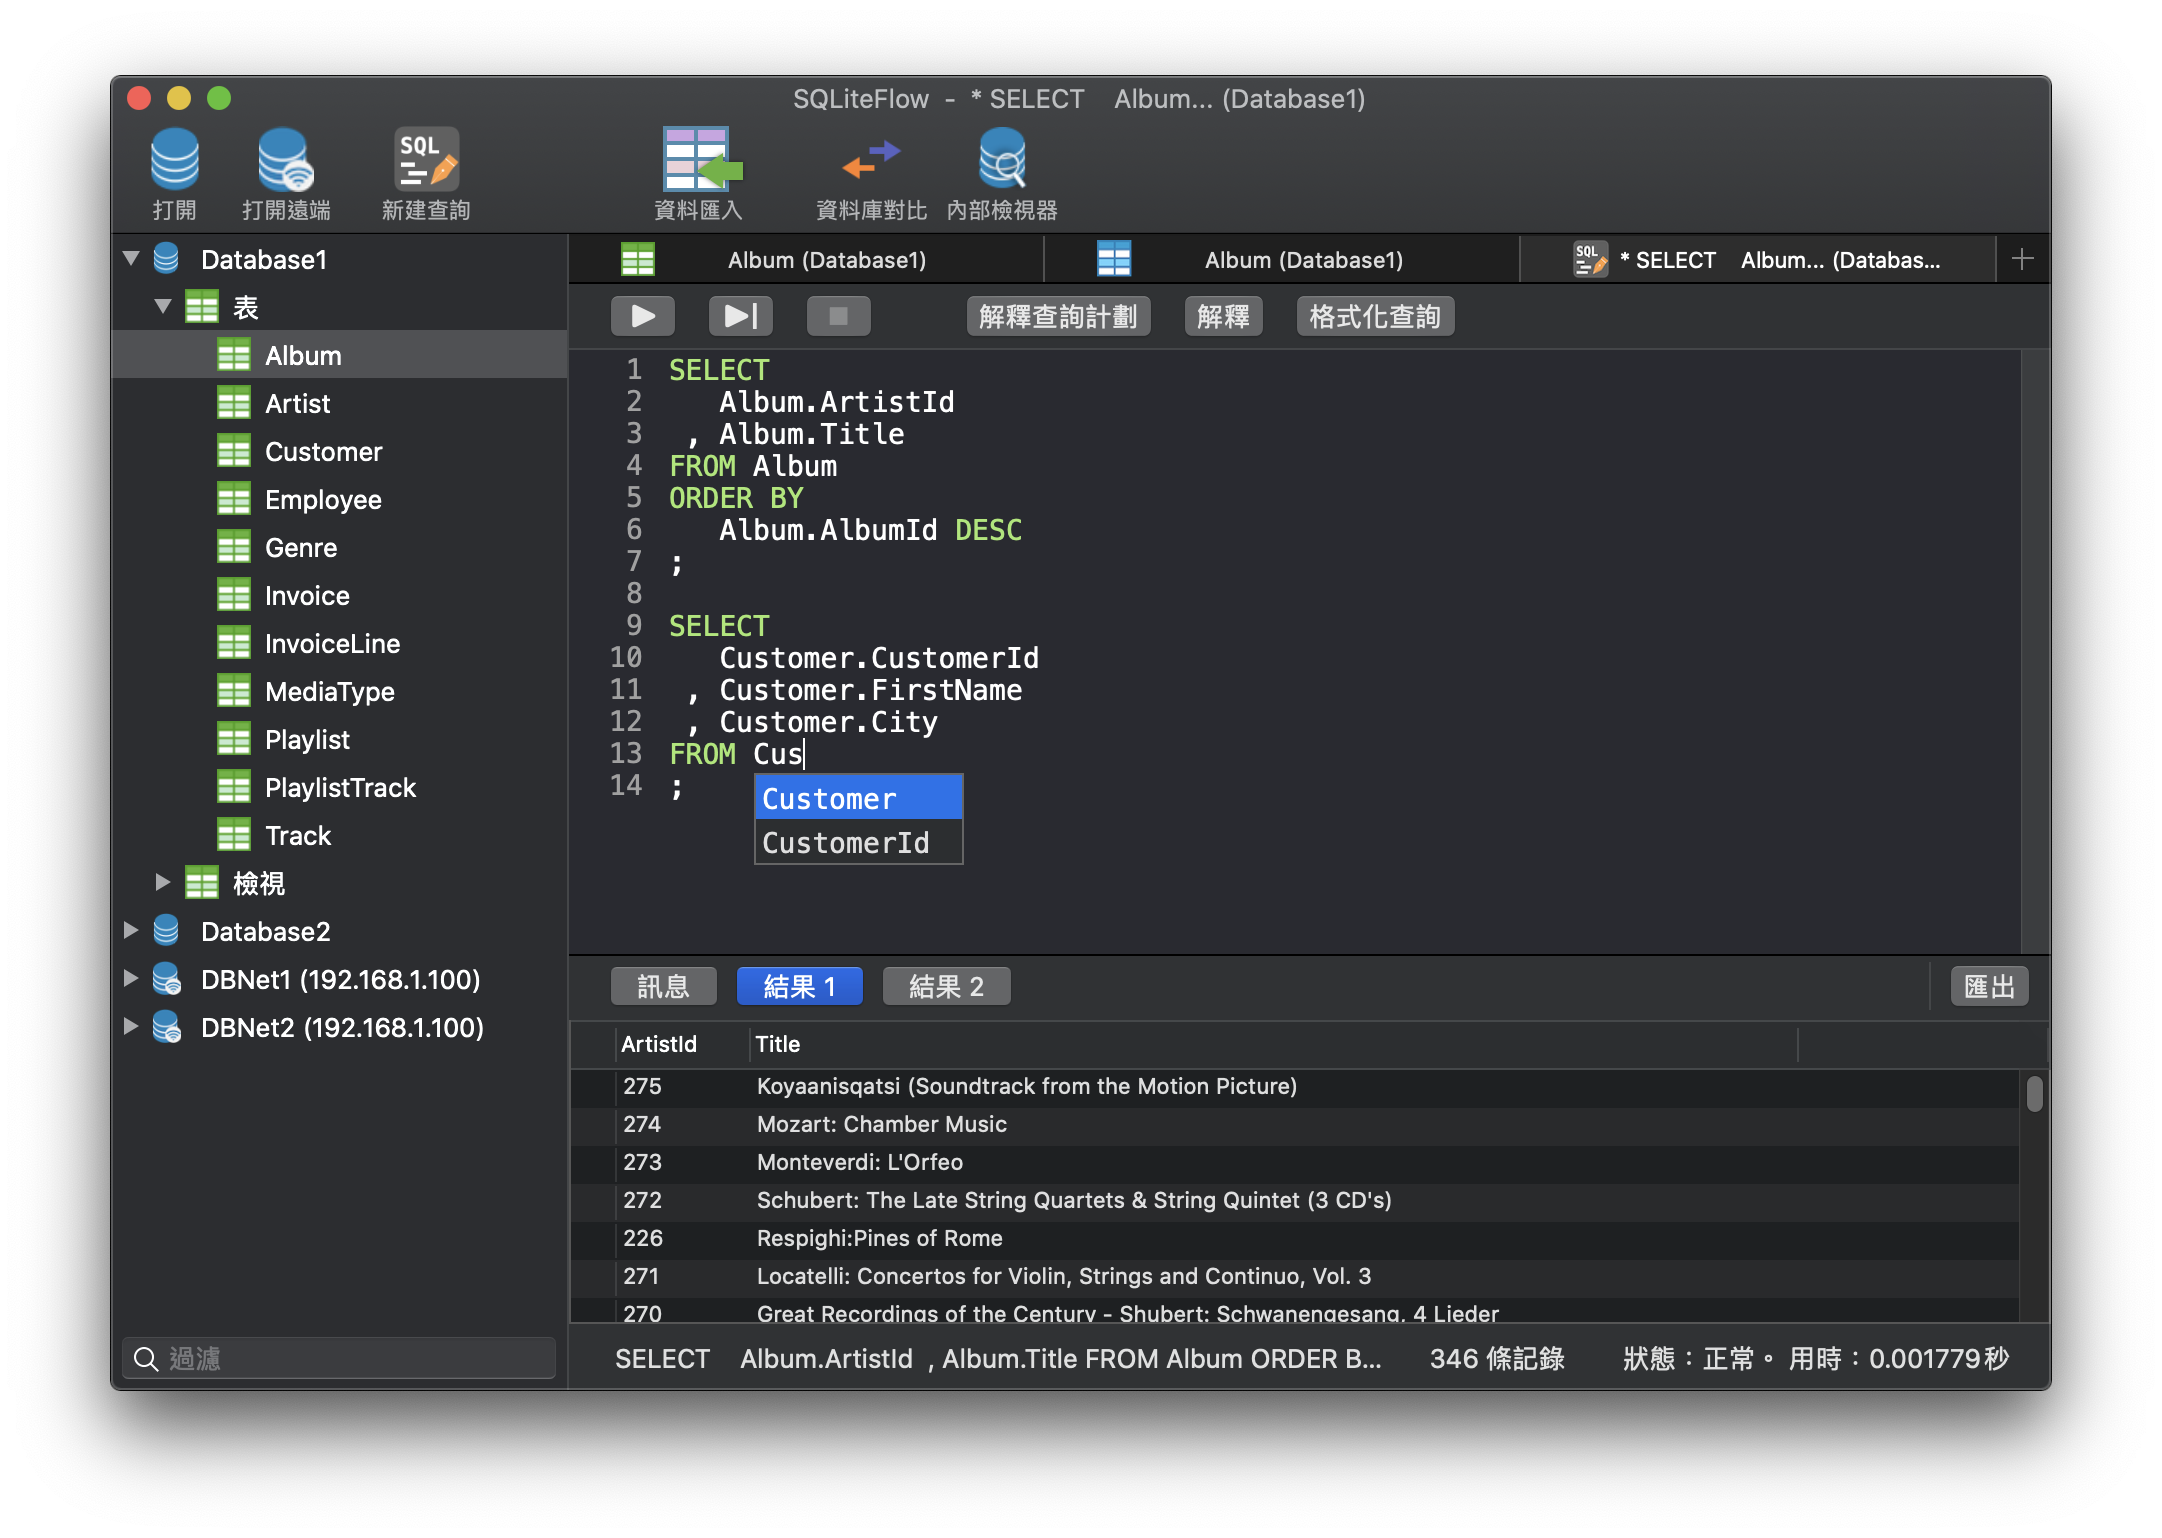 SQLiteFlow - * SELECT Album... (Database1)
打開
打開遠端
SQL
新建查詢
資料匯入
資料庫對比
內部檢視器
Database1
表
Album
Artist
Customer
Employee
Genre
Invoice
InvoiceLine
MediaType
Playlist
PlaylistTrack
Track
檢視
Database2
DBNet1 (192.168.1.100)
DBNet2 (192.168.1.100)
過濾
Album (Database1)
Album (Database1)
SQL
* SELECT Album... (Databas...
解釋查詢計劃
解釋
格式化查詢
1 SELECT
2 Album.ArtistId
3 , Album.Title
4 FROM Album
5 ORDER BY
6 Album.AlbumId DESC
7 ;
8
9 SELECT
10 Customer.CustomerId
11 , Customer.FirstName
12 , Customer.City
13 FROM Cus
14 ;
Customer
CustomerId
訊息
結果 1
結果 2
匯出
ArtistId Title
275 Koyaanisqatsi (Soundtrack from the Motion Picture)
274 Mozart: Chamber Music
273 Monteverdi: L'Orfeo
272 Schubert: The Late String Quartets & String Quintet (3 CD's)
226 Respighi:Pines of Rome
271 Locatelli: Concertos for Violin, Strings and Continuo, Vol. 3
270 Great Recordings of the Century - Shubert: Schwanengesang, 4 Lieder
SELECT Album.ArtistId , Album.Title FROM Album ORDER B...
346 條記錄
狀態：正常。 用時：0.001779秒